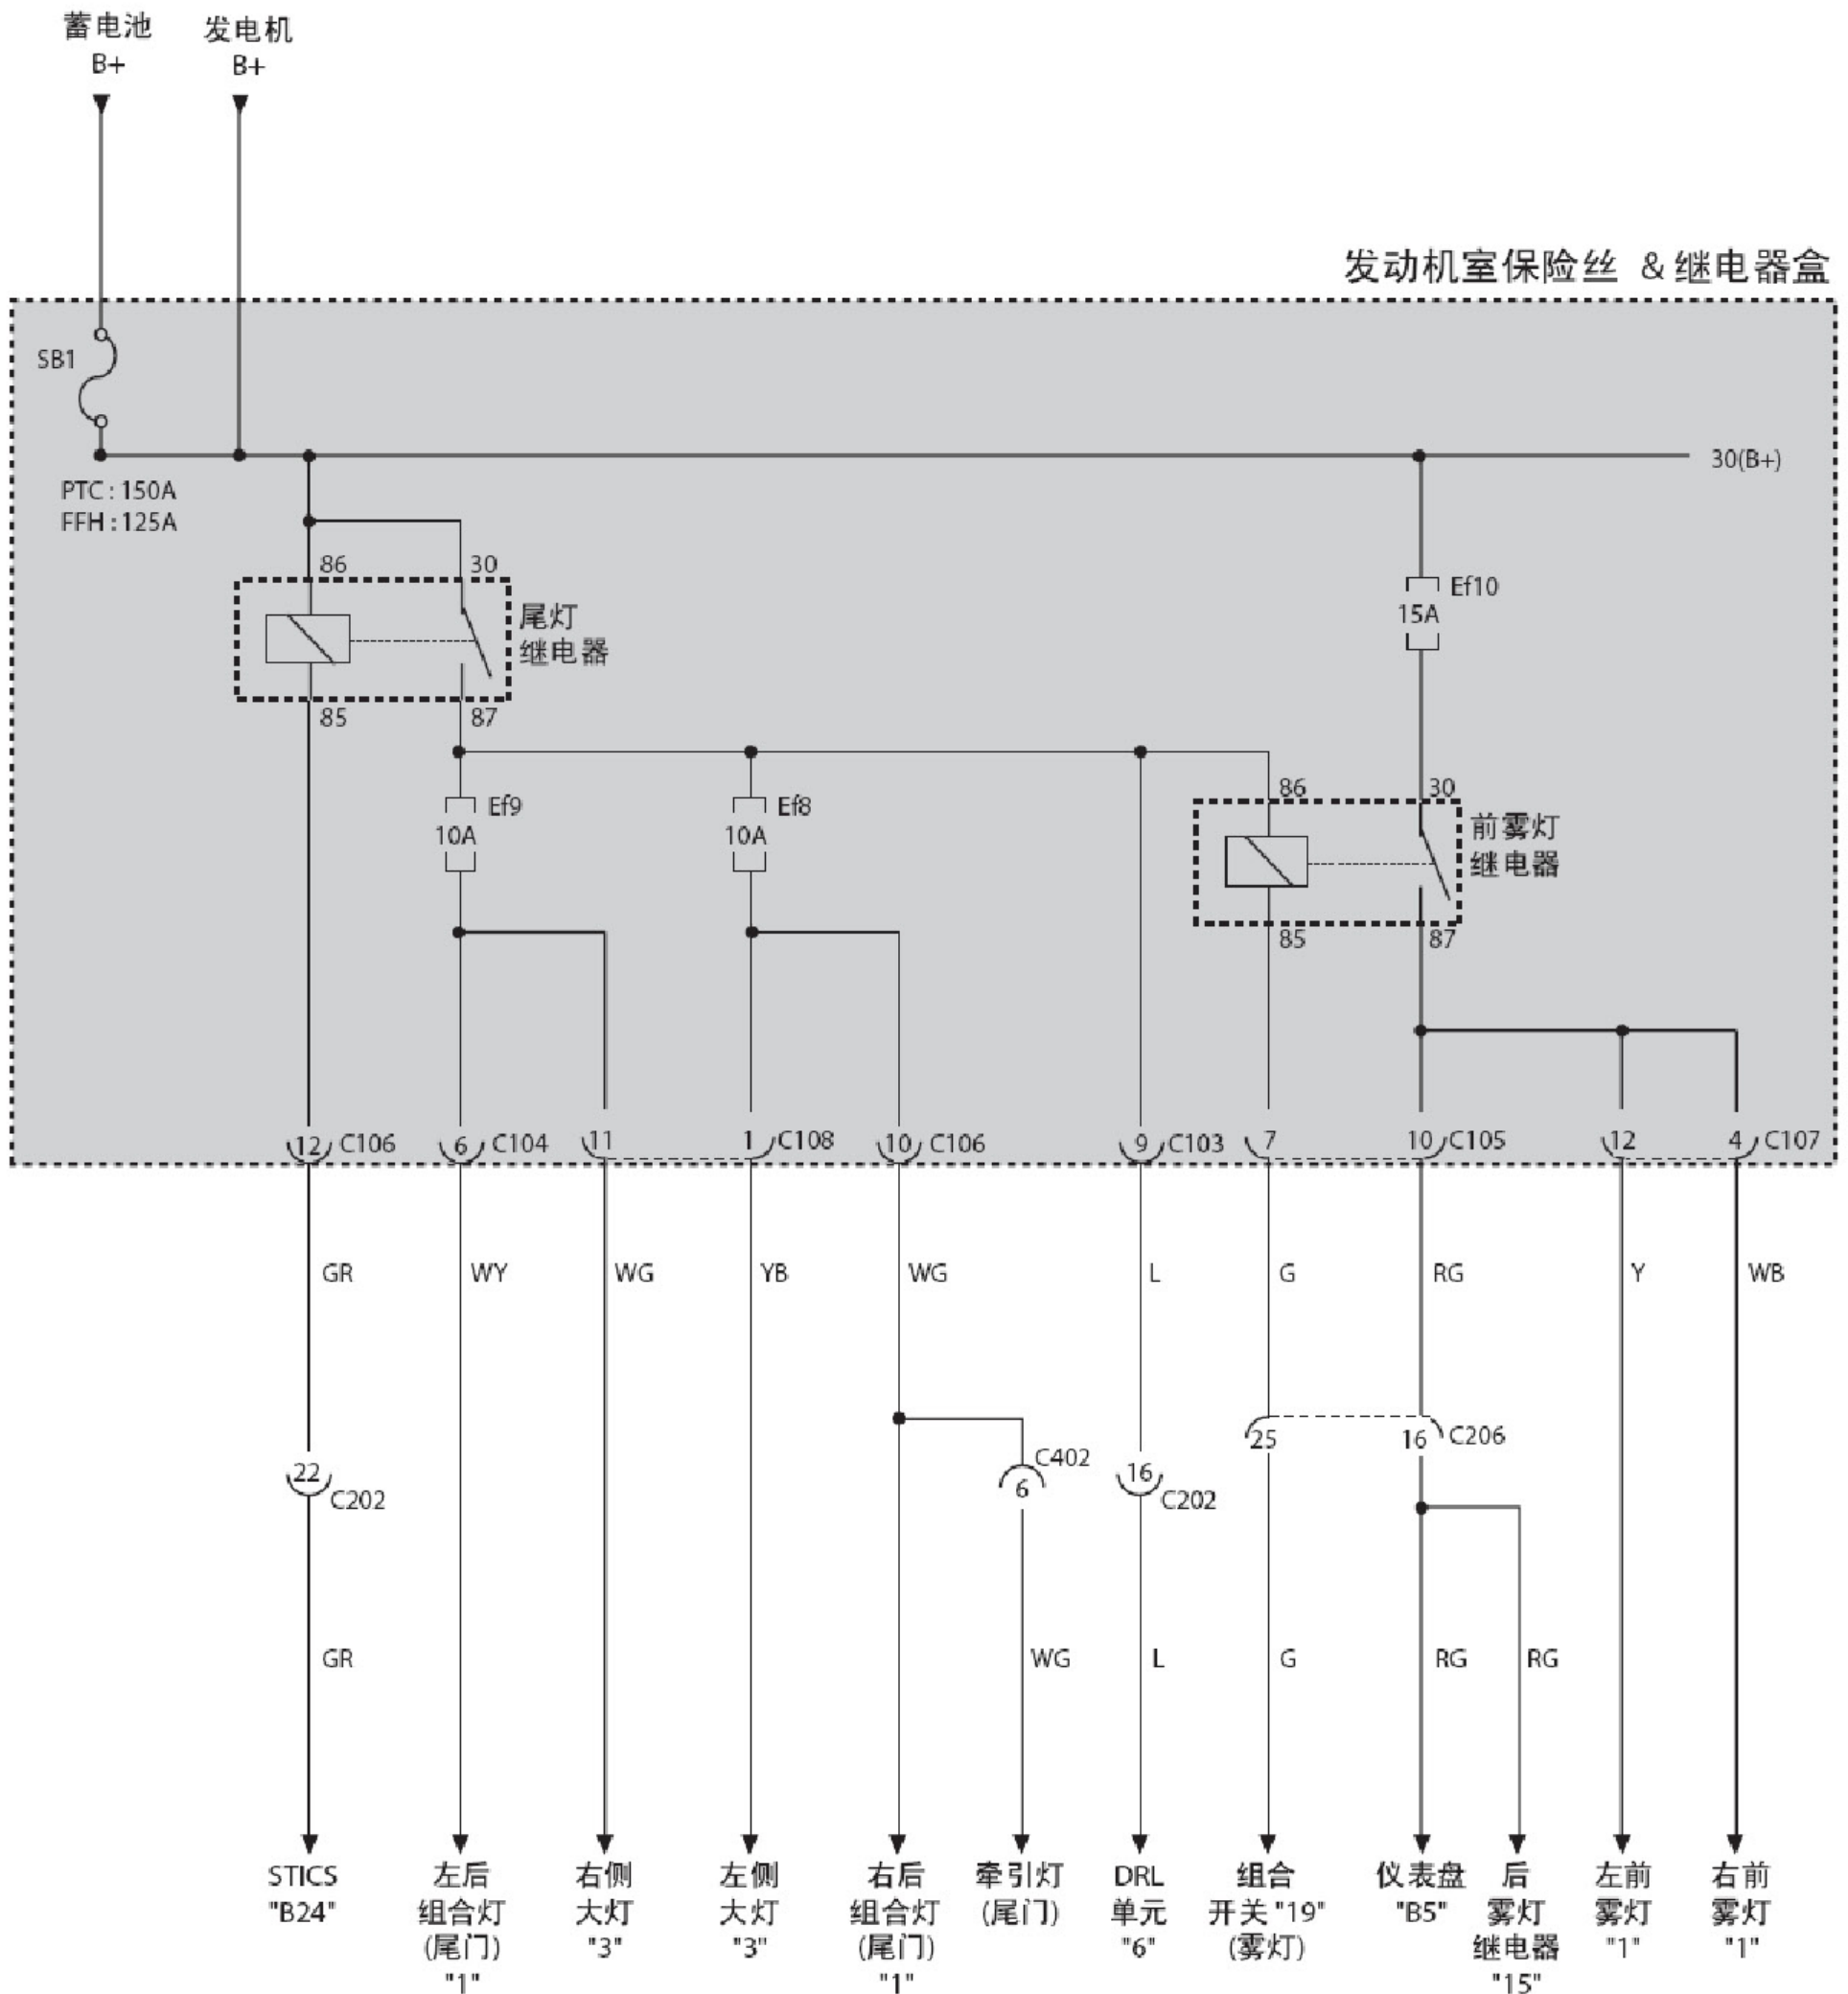 蓄电池
B+
发电机
B+
发动机室保险丝 & 继电器盒
SB1
30(B+)
PTC : 150A
FFH : 125A
86
30
尾灯
继电器
85
87
Ef10
15A
Ef9
10A
Ef8
10A
86
30
前雾灯
继电器
85
87
12
C106
6
C104
11
1
C108
10
C106
9
C103
7
10
C105
12
4
C107
GR
WY
WG
YB
WG
L
G
RG
Y
WB
22
C202
C402
6
16
C202
25
16
C206
GR
WG
L
G
RG
RG
STICS
"B24"
左后
组合灯
(尾门)
"1"
右侧
大灯
"3"
左侧
大灯
"3"
右后
组合灯
(尾门)
"1"
牵引灯
(尾门)
DRL
单元
"6"
组合
开关 "19"
(雾灯)
仪表盘
"B5"
后
雾灯
继电器
"15"
左前
雾灯
"1"
右前
雾灯
"1"